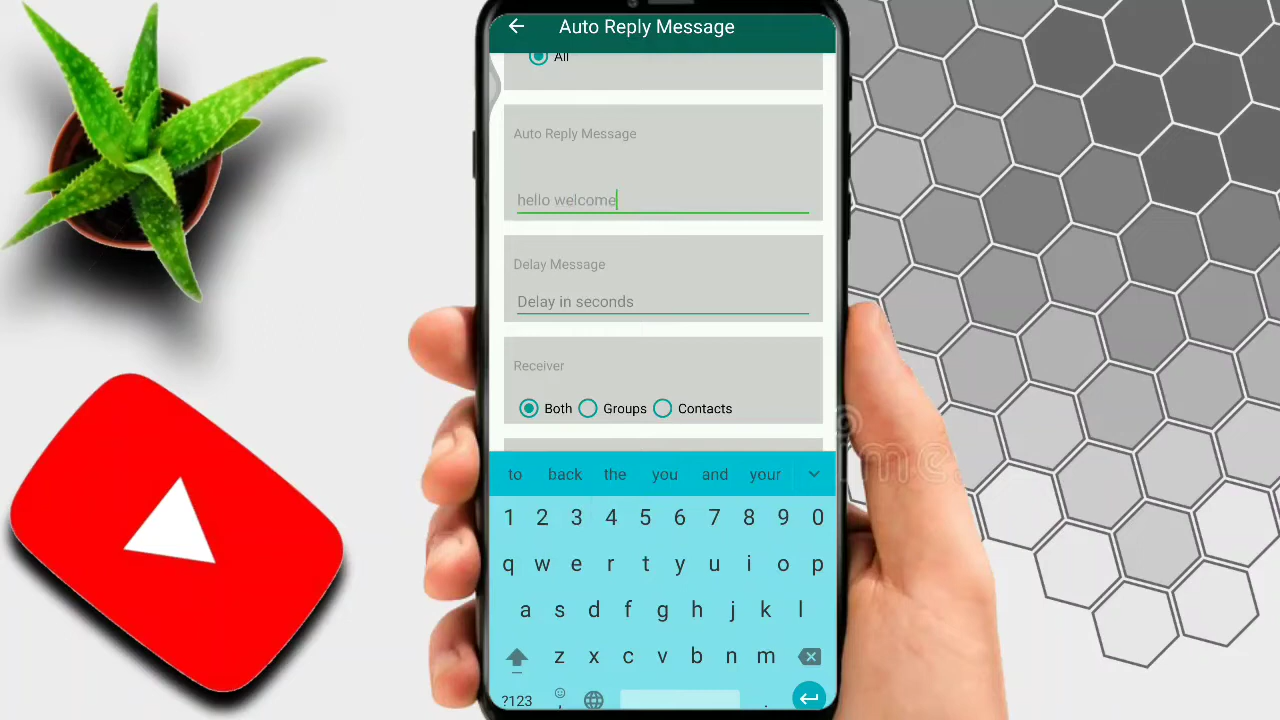 Auto Reply Message
All
Auto Reply Message
hello welcome
Delay Message
Delay in seconds
Receiver
Both Groups Contacts
to back the you and your
1 2 3 4 5 6 7 8 9 0
q w e r t y u i o p
a s d f g h j k l
z x c v b n m
?123 , .